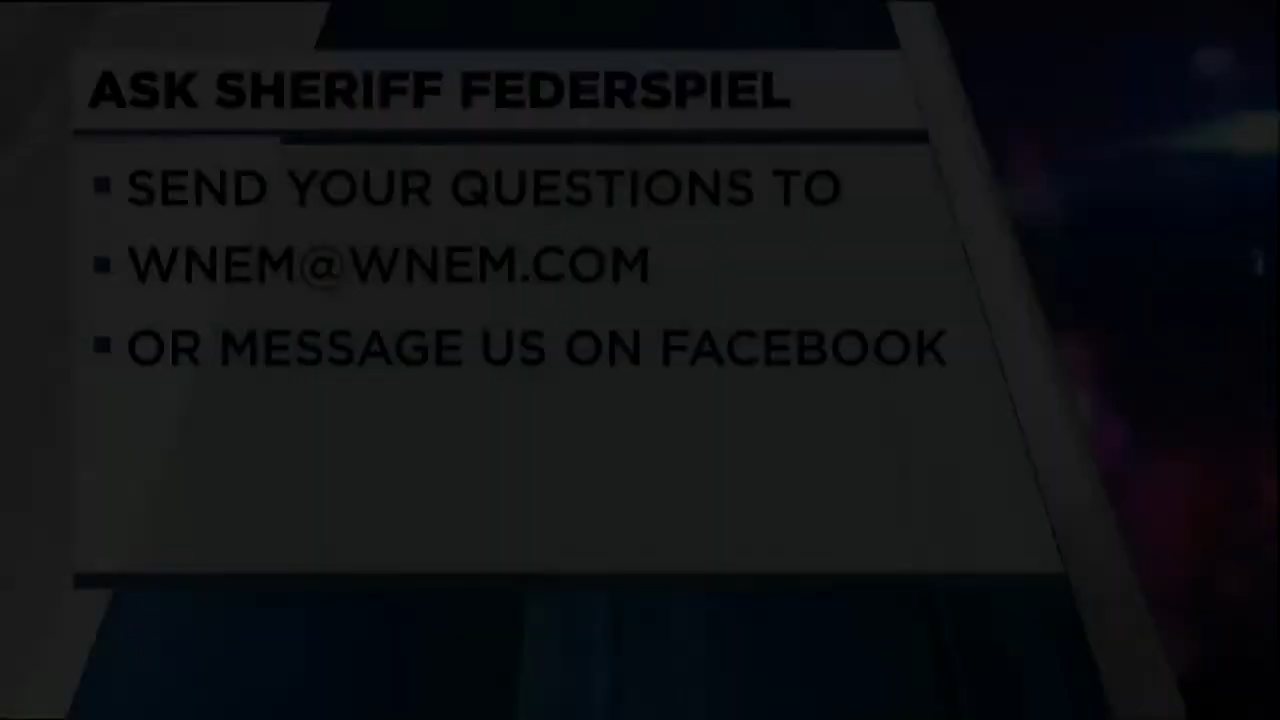 ASK SHERIFF FEDERSPIEL
SEND YOUR QUESTIONS TO
WNEM@WNEM.COM
OR MESSAGE US ON FACEBOOK